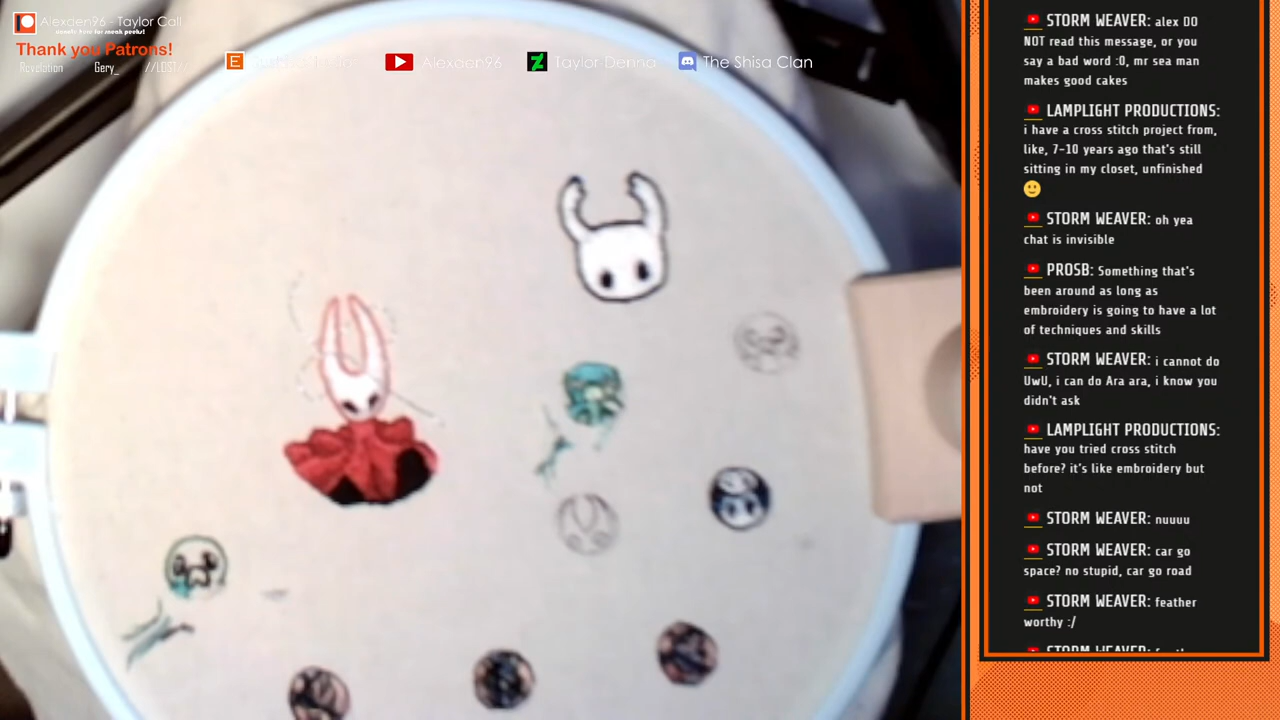 Alexden96 - Taylor Call
Thank you Patrons!
Revelation Gery_ //LOST//
Alexden96
Taylor Denna
The Shisa Clan
STORM WEAVER: alex DO
NOT read this message, or you
say a bad word :0, mr sea man
makes good cakes
LAMPLIGHT PRODUCTIONS:
i have a cross stitch project from,
like, 7-10 years ago that's still
sitting in my closet, unfinished
STORM WEAVER: oh yea
chat is invisible
PROSB: Something that's
been around as long as
embroidery is going to have a lot
of techniques and skills
STORM WEAVER: i cannot do
UwU, i can do Ara ara, i know you
didn't ask
LAMPLIGHT PRODUCTIONS:
have you tried cross stitch
before? it's like embroidery but
not
STORM WEAVER: nuuuu
STORM WEAVER: car go
space? no stupid, car go road
STORM WEAVER: feather
worthy :/